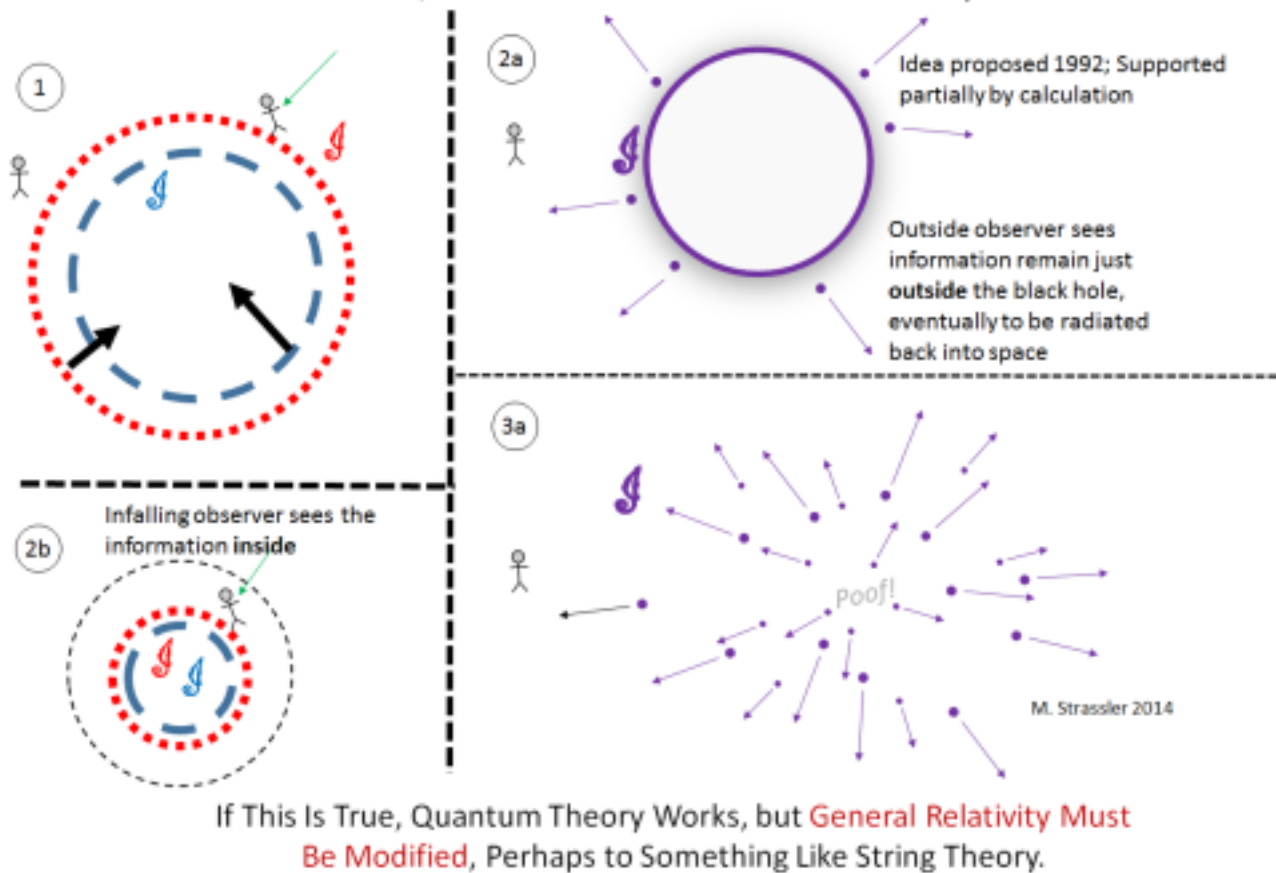 1
2a
Idea proposed 1992; Supported
partially by calculation
Outside observer sees
information remain just
outside the black hole,
eventually to be radiated
back into space
2b
Infalling observer sees the
information inside
3a
Poof!
M. Strassler 2014
If This Is True, Quantum Theory Works, but General Relativity Must
Be Modified, Perhaps to Something Like String Theory.